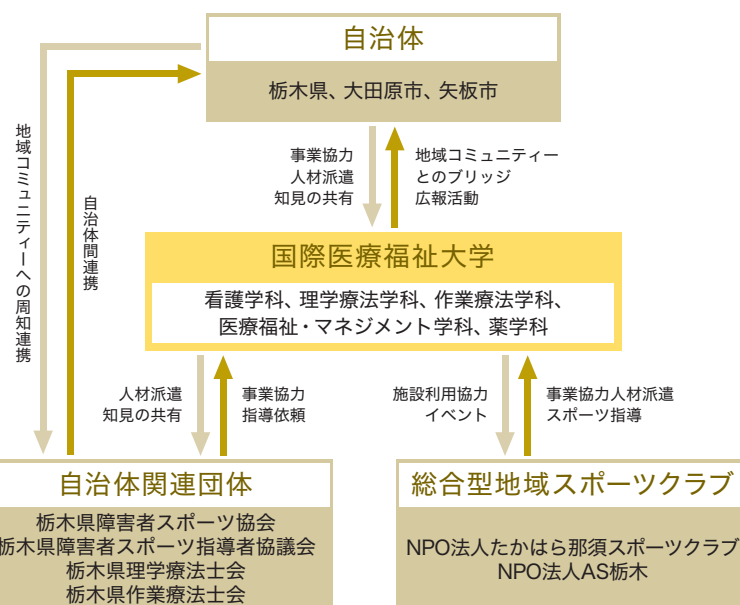 自治体
栃木県、大田原市、矢板市
地域コミュニティーへの周知連携
自治体間連携
事業協力
人材派遣
知見の共有
地域コミュニティー
とのブリッジ
広報活動
国際医療福祉大学
看護学科、理学療法学科、作業療法学科、
医療福祉・マネジメント学科、薬学科
人材派遣
知見の共有
事業協力
指導依頼
施設利用協力
イベント
事業協力人材派遣
スポーツ指導
自治体関連団体
栃木県障害者スポーツ協会
栃木県障害者スポーツ指導者協議会
栃木県理学療法士会
栃木県作業療法士会
総合型地域スポーツクラブ
NPO法人たかはら那須スポーツクラブ
NPO法人AS栃木